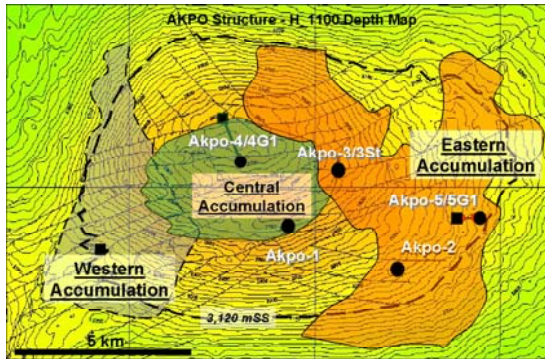 AKPO Structure - H_1100 Depth Map
Akpo-4/4G1
Akpo-3/3St
Eastern
Accumulation
Central
Accumulation
Akpo-5/5G1
Akpo-1
Akpo-2
Western
Accumulation
3,120 mSS
5 km